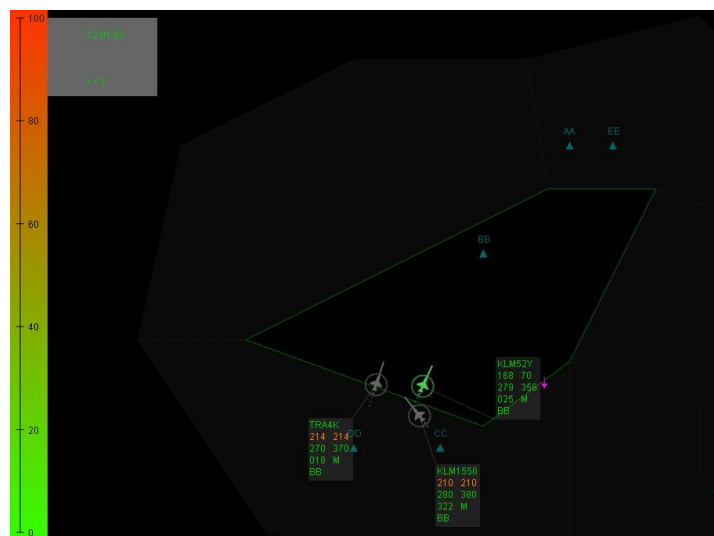 100
80
60
40
20
0
12:01:53
1 / 2
AA EE
BB
KLM52Y
168 70
279 358
025 M
BB
TRA4K
214 214
270 370
018 M
BB
DD
CC
KLM1556
210 210
280 380
322 M
BB